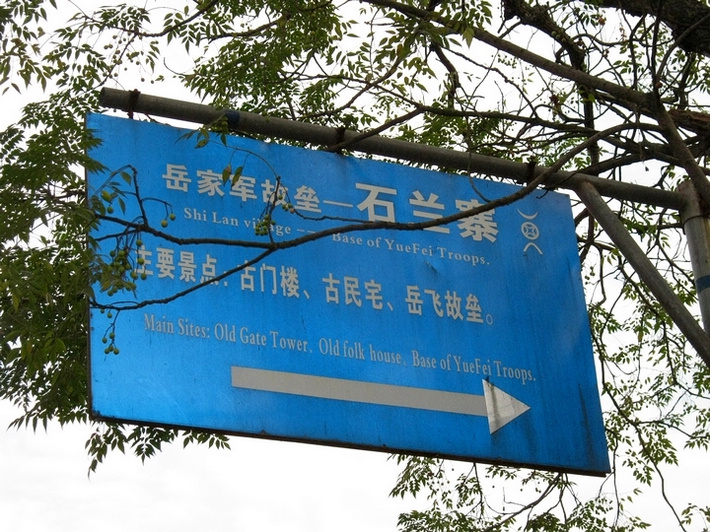 岳家军故垒—石兰寨
Shi Lan village --- Base of YueFei Troops.
主要景点：古门楼、古民宅、岳飞故垒。
Main Sites: Old Gate Tower, Old folk house, Base of YueFei Troops.